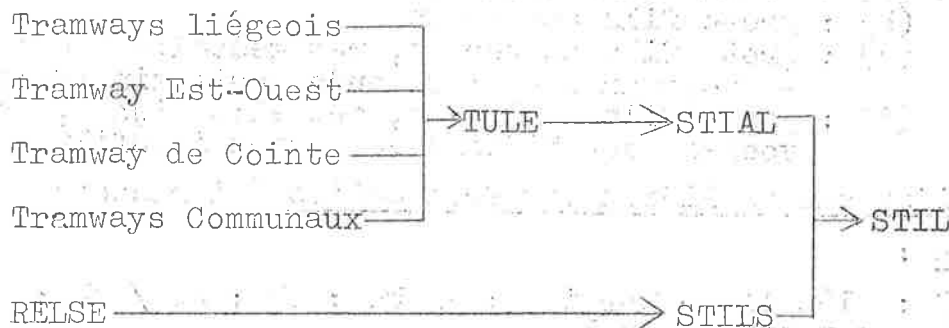 Tramways liégeois
Tramway Est-Ouest
TULE STIAL
Tramway de Cointe
Tramways Communaux
STIL
RELSE STILS